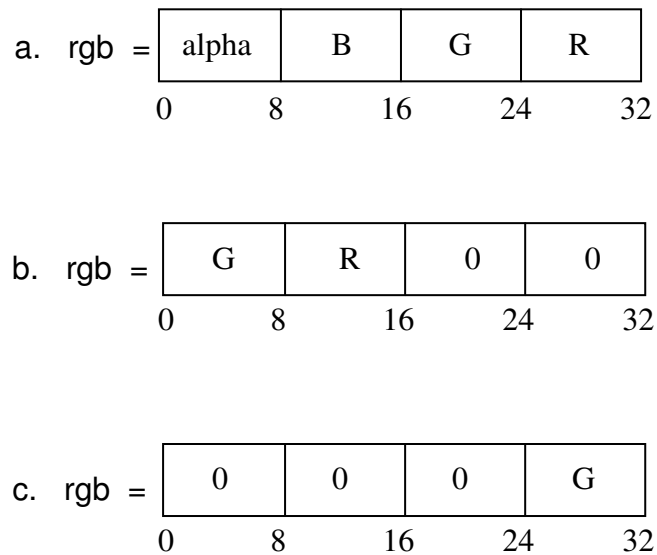 a. rgb = alpha B G R
0 8 16 24 32
b. rgb = G R 0 0
0 8 16 24 32
c. rgb = 0 0 0 G
0 8 16 24 32